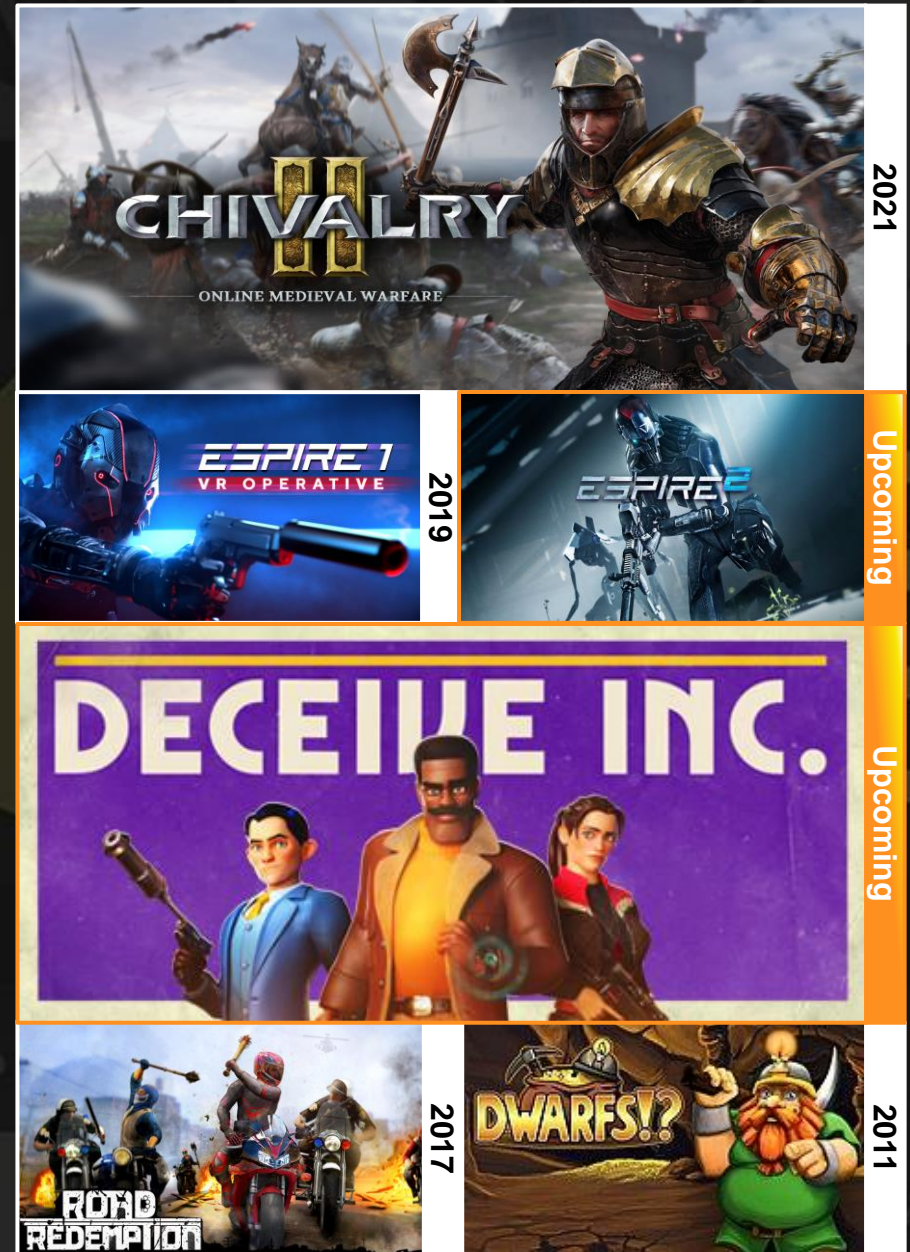 II
CHIVALRY
ONLINE MEDIEVAL WARFARE
2021
ESPIRE 1
VR OPERATIVE
2019
ESPIRE 2
Upcoming
DECEIVE INC.
Upcoming
ROAD
REDEMPTION
2017
DWARFS!?
2011